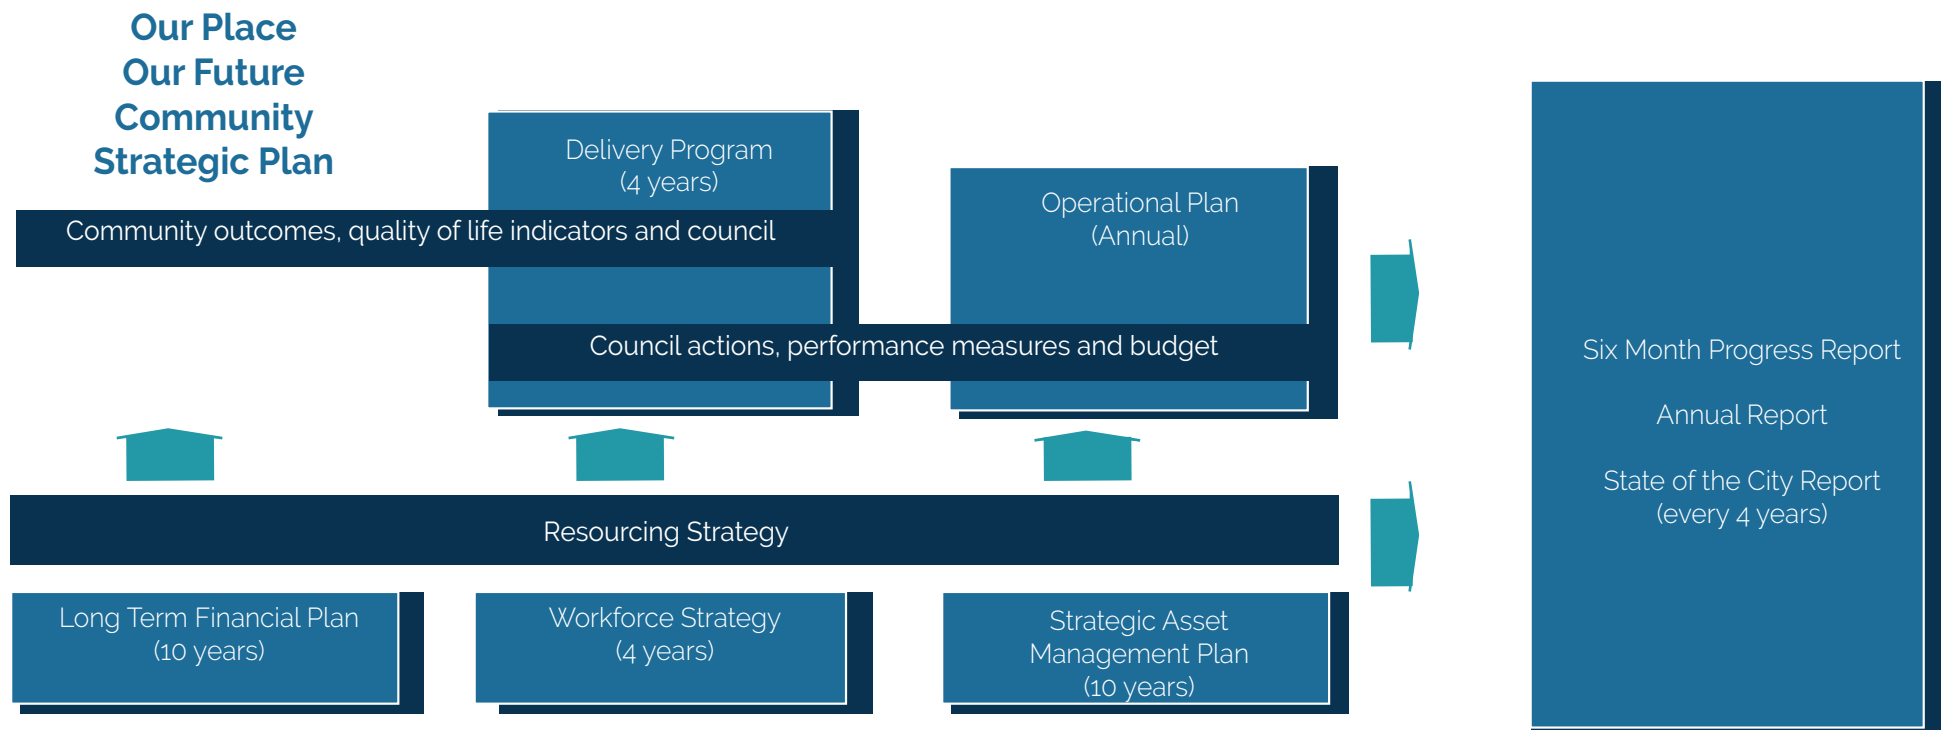 Our Place
Our Future
Community
Strategic Plan
Delivery Program
(4 years)
Operational Plan
(Annual)
Community outcomes, quality of life indicators and council
Council actions, performance measures and budget
Six Month Progress Report
Annual Report
State of the City Report
(every 4 years)
Resourcing Strategy
Long Term Financial Plan
(10 years)
Workforce Strategy
(4 years)
Strategic Asset
Management Plan
(10 years)